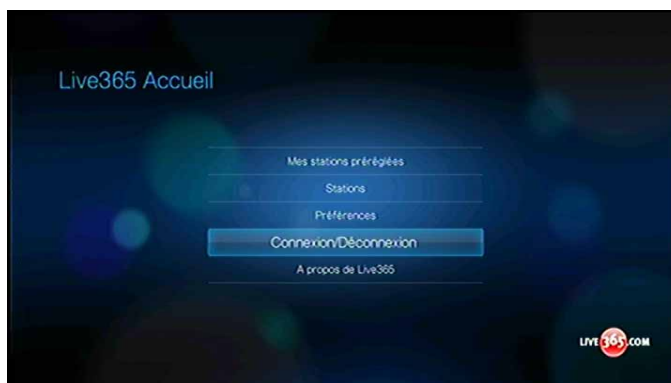 Live365 Accueil
Mes stations préréglées
Stations
Préférences
Connexion/Déconnexion
A propos de Live365
LIVE365.COM